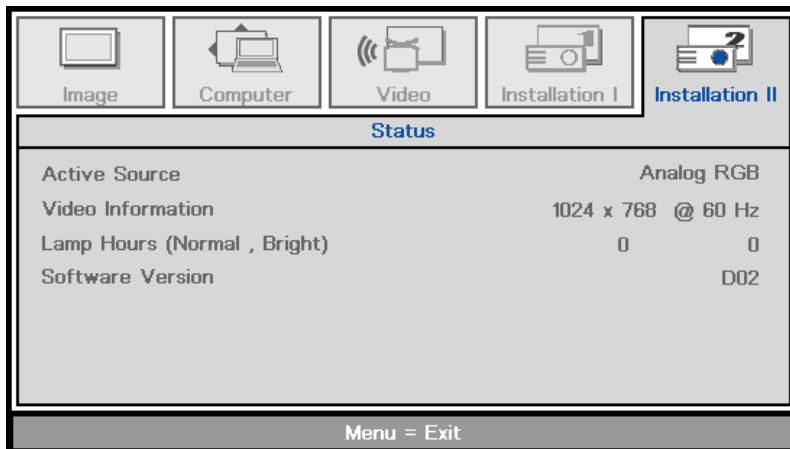 Image Computer Video Installation I Installation II
Status
Active Source Analog RGB
Video Information 1024 x 768 @ 60 Hz
Lamp Hours (Normal , Bright) 0 0
Software Version D02
Menu = Exit